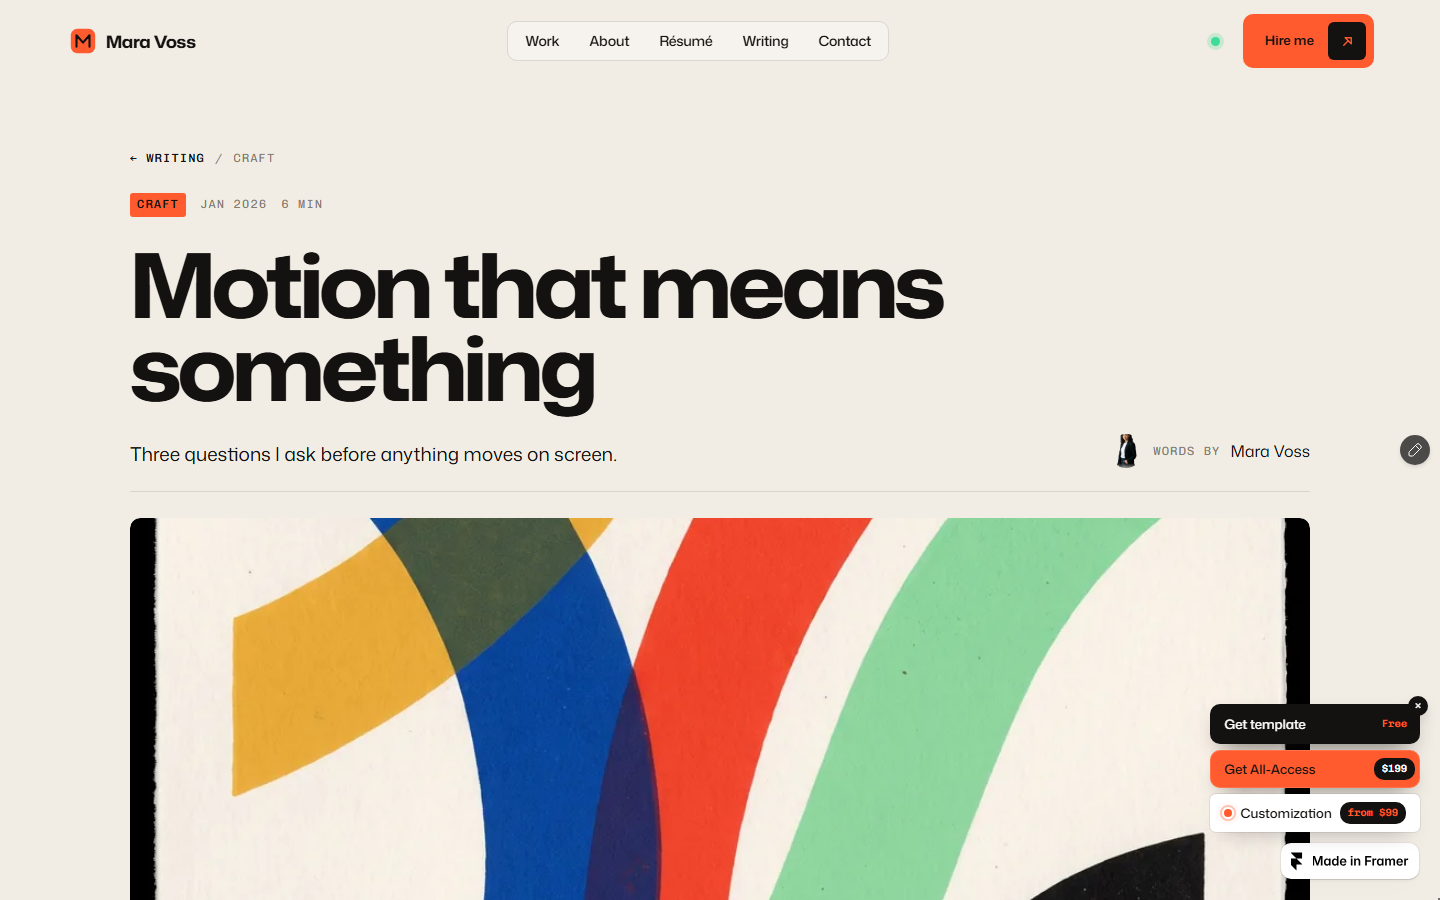 M Mara Voss
Work About Résumé Writing Contact
Hire me
← WRITING / CRAFT
CRAFT JAN 2026 6 MIN
Motion that means
something
Three questions I ask before anything moves on screen.
WORDS BY Mara Voss
Get template Free
Get All-Access $199
Customization from $99
Made in Framer